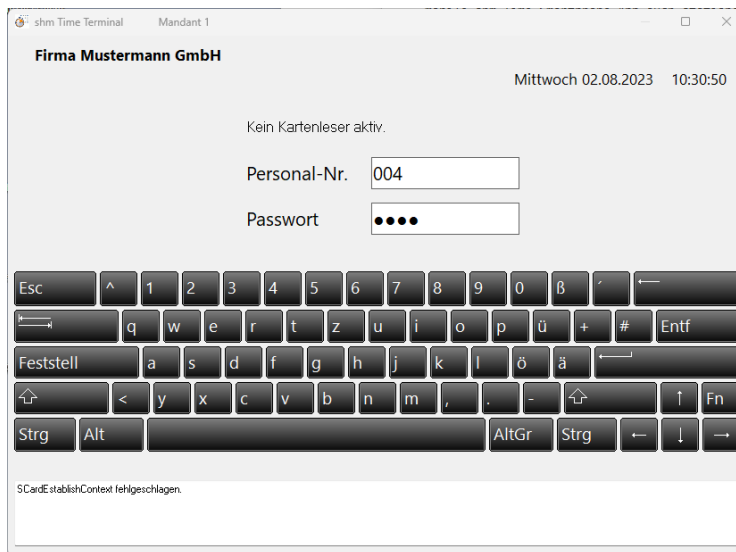 shm Time Terminal Mandant 1
Firma Mustermann GmbH
Mittwoch 02.08.2023 10:30:50
Kein Kartenleser aktiv.
Personal-Nr. 004
Passwort ●●●●
Esc ^ 1 2 3 4 5 6 7 8 9 0 ß ´ ←
q w e r t z u i o p ü + # Entf
Feststell a s d f g h j k l ö ä
⇧ < y x c v b n m , . - ⇧ ↑ Fn
Strg Alt AltGr Strg ← ↓ →
SCardEstablishContext fehlgeschlagen.